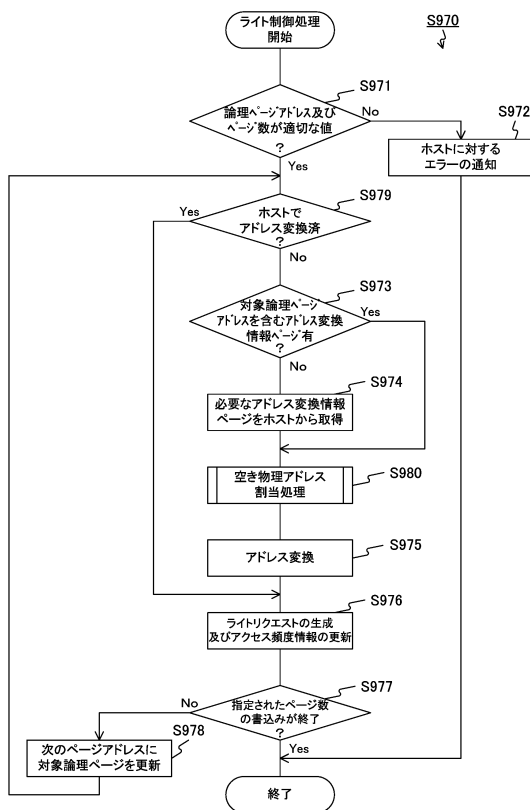 ライト制御処理
開始
S970
S971
論理ページアドレス及び
ページ数が適切な値
?
No
S972
ホストに対する
エラーの通知
Yes
S979
Yes
ホストで
アドレス変換済
?
No
S973
対象論理ページ
アドレスを含むアドレス変換
情報ページ有
?
Yes
No
S974
必要なアドレス変換情報
ページをホストから取得
空き物理アドレス
割当処理
S980
アドレス変換
S975
S976
ライトリクエストの生成
及びアクセス頻度情報の更新
S977
No
指定されたページ数
の書込みが終了
?
S978
次のページアドレスに
対象論理ページを更新
Yes
終了